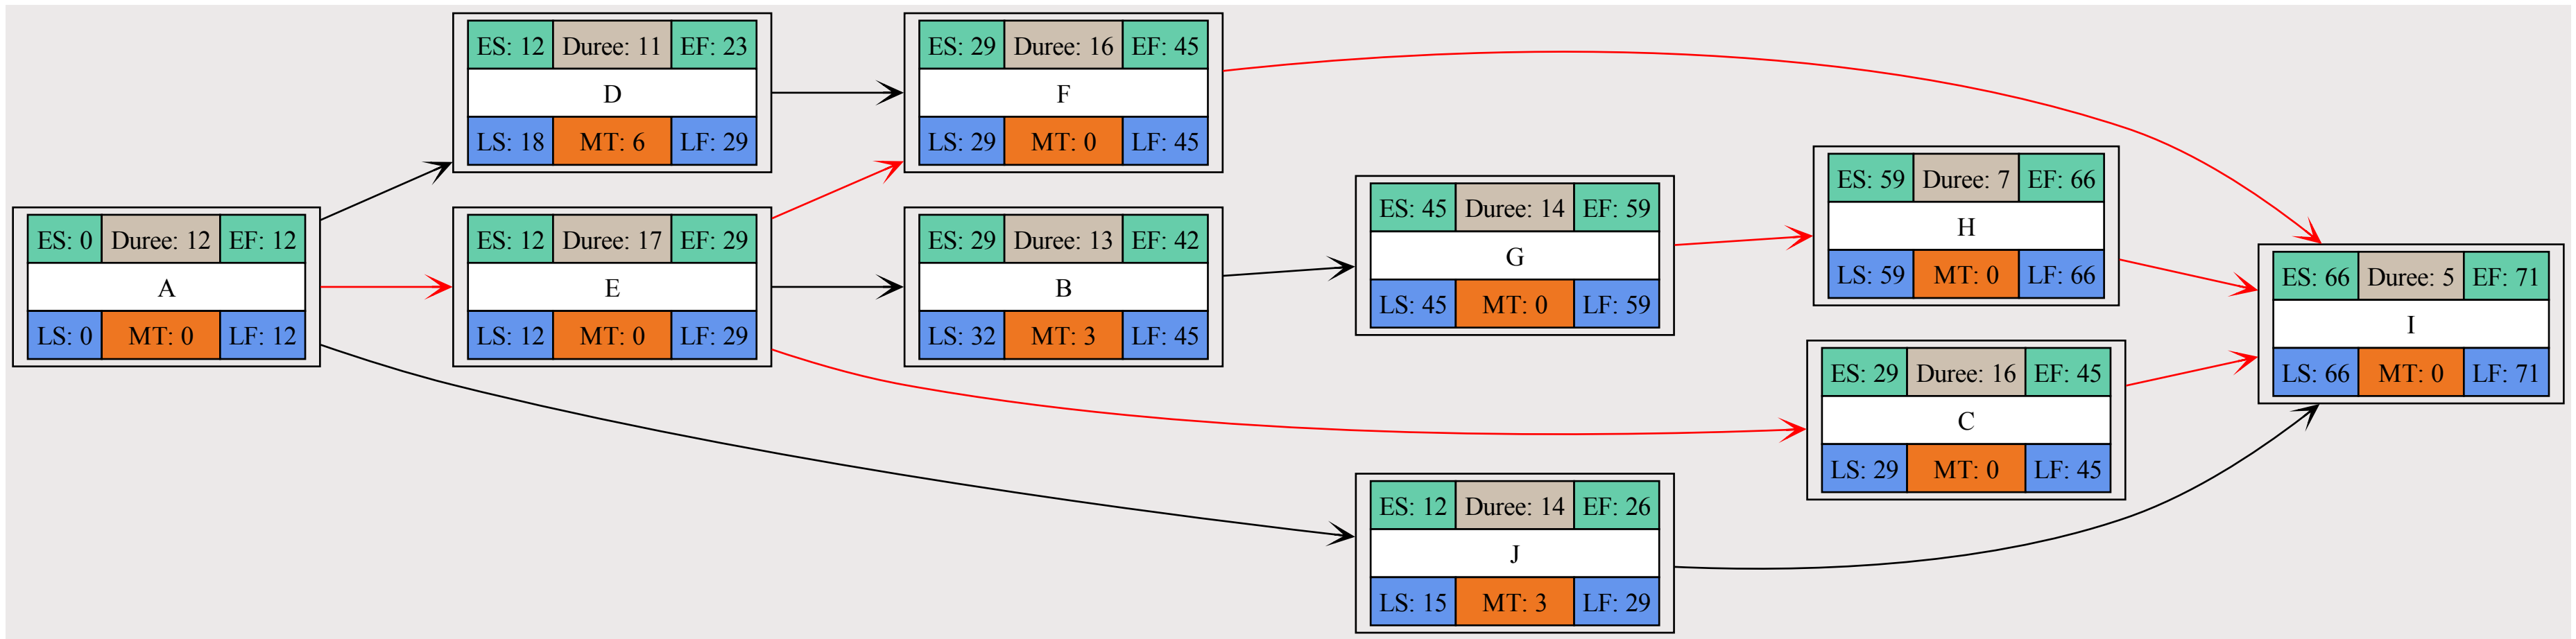 ES: 12 Duree: 11 EF: 23
D
LS: 18 MT: 6 LF: 29
ES: 29 Duree: 16 EF: 45
F
LS: 29 MT: 0 LF: 45
ES: 0 Duree: 12 EF: 12
A
LS: 0 MT: 0 LF: 12
ES: 12 Duree: 17 EF: 29
E
LS: 12 MT: 0 LF: 29
ES: 29 Duree: 13 EF: 42
B
LS: 32 MT: 3 LF: 45
ES: 45 Duree: 14 EF: 59
G
LS: 45 MT: 0 LF: 59
ES: 59 Duree: 7 EF: 66
H
LS: 59 MT: 0 LF: 66
ES: 66 Duree: 5 EF: 71
I
LS: 66 MT: 0 LF: 71
ES: 29 Duree: 16 EF: 45
C
LS: 29 MT: 0 LF: 45
ES: 12 Duree: 14 EF: 26
J
LS: 15 MT: 3 LF: 29